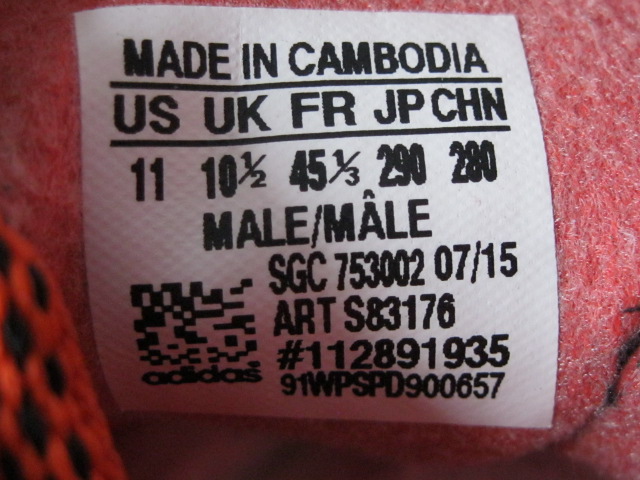 MADE IN CAMBODIA
US UK FR JP CHN
11 10½ 45⅓ 290 280
MALE/MÂLE
SGC 753002 07/15
ART S83176
#112891935
adidas 91WPSPD900657